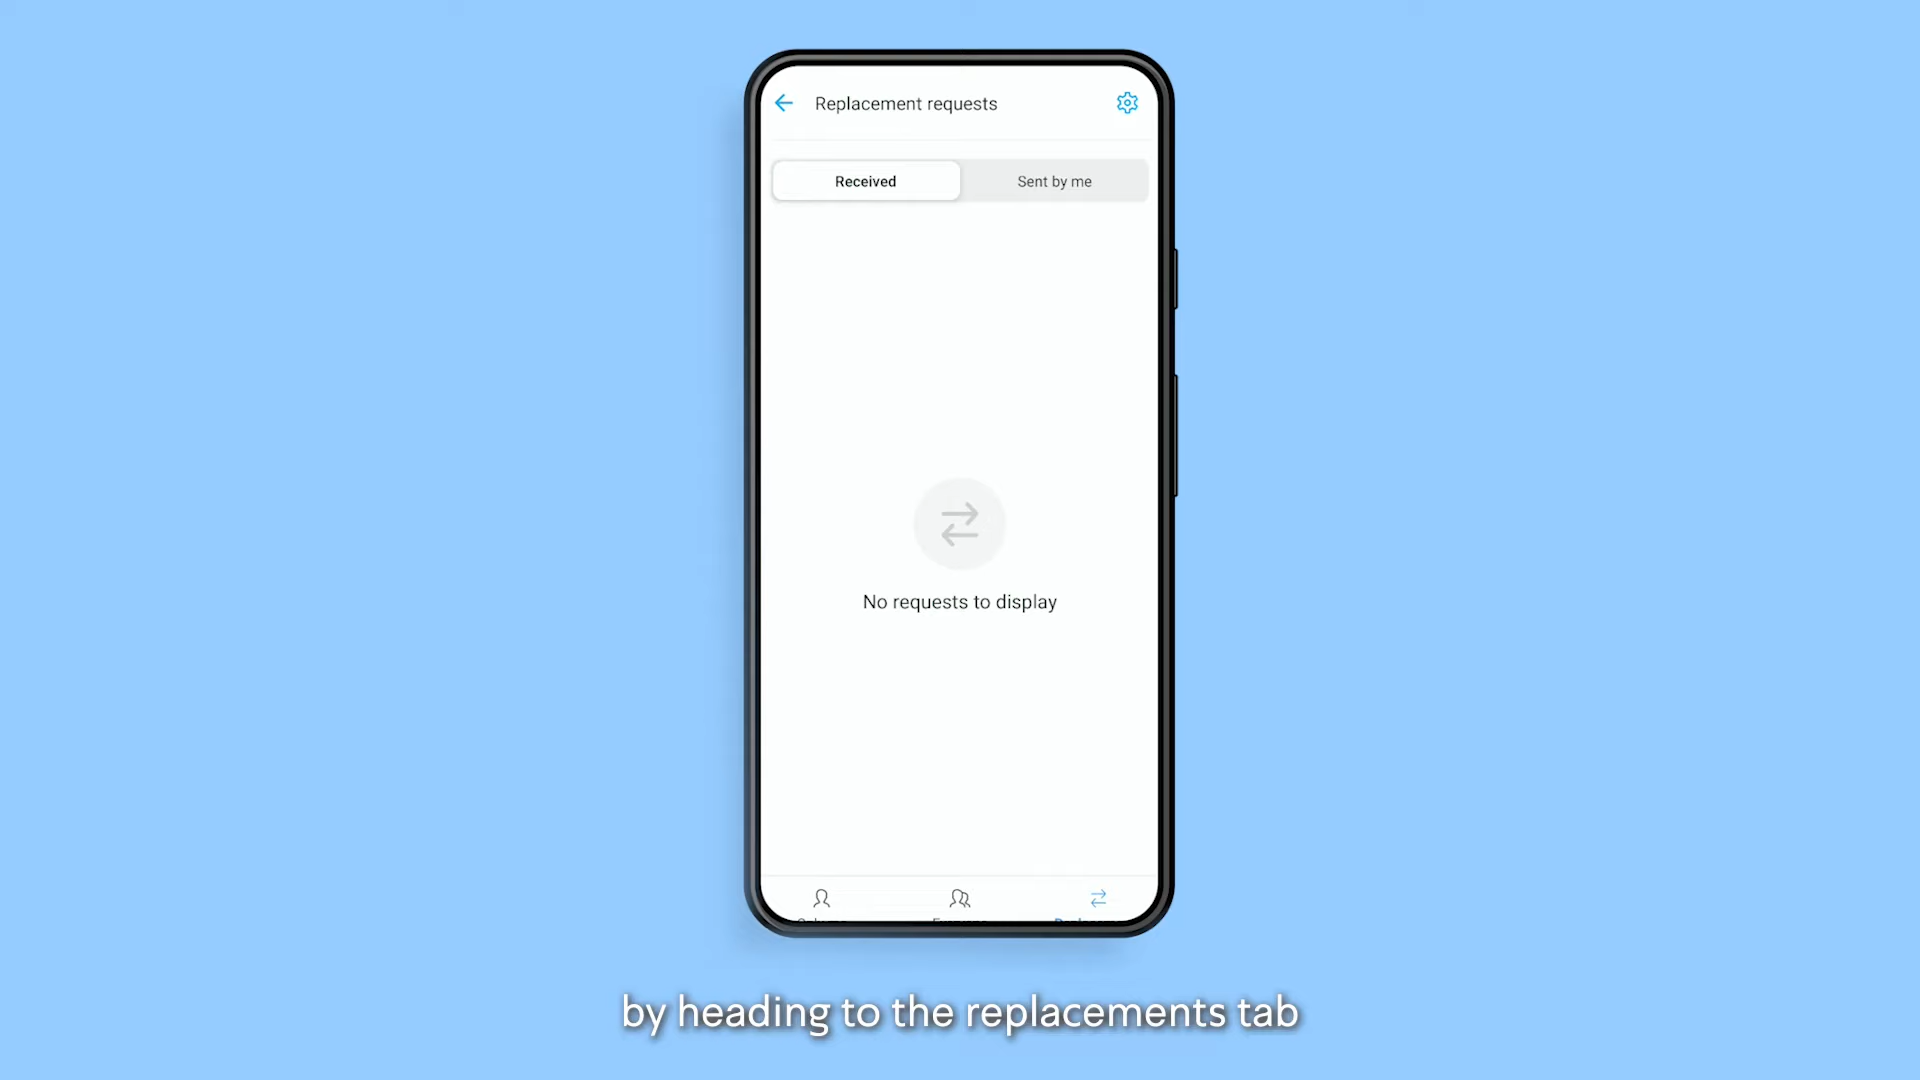 Replacement requests
Received
Sent by me
No requests to display
by heading to the replacements tab